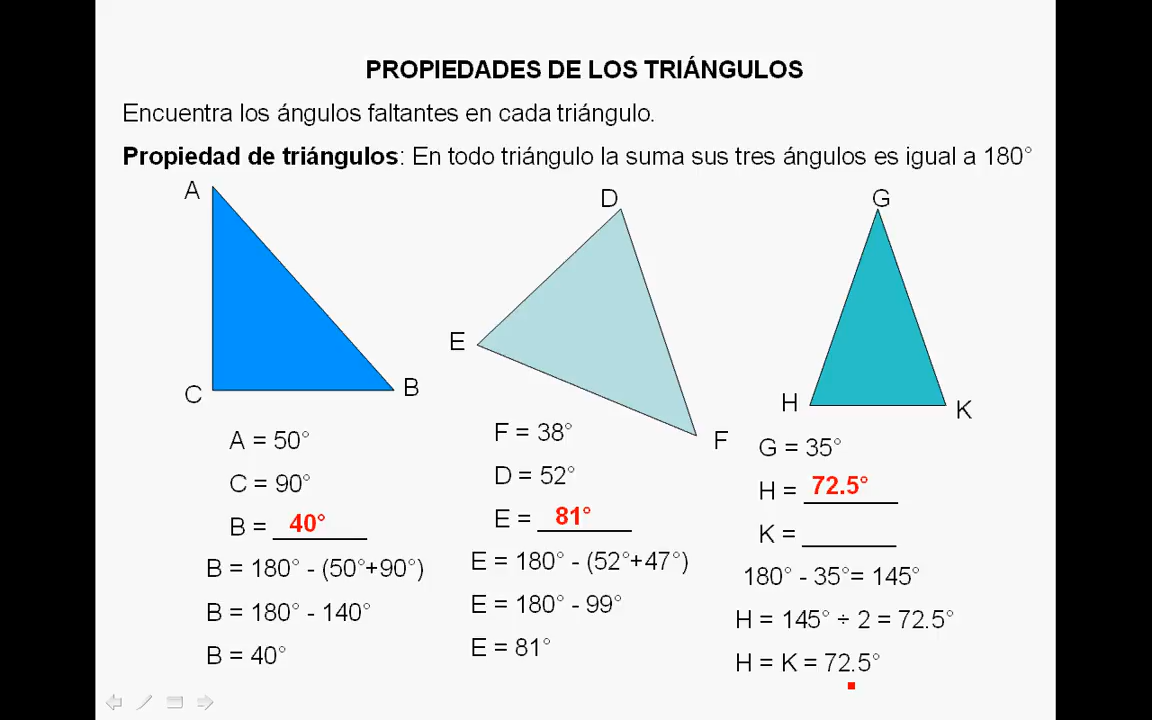 PROPIEDADES DE LOS TRIÁNGULOS
Encuentra los ángulos faltantes en cada triángulo.
Propiedad de triángulos: En todo triángulo la suma sus tres ángulos es igual a 180°
A
C
B
A = 50°
C = 90°
B = 40°
B = 180° - (50°+90°)
B = 180° - 140°
B = 40°
D
E
F
F = 38°
D = 52°
E = 81°
E = 180° - (52°+47°)
E = 180° - 99°
E = 81°
G
H
K
G = 35°
H = 72.5°
K = ______
180° - 35°= 145°
H = 145° ÷ 2 = 72.5°
H = K = 72.5°